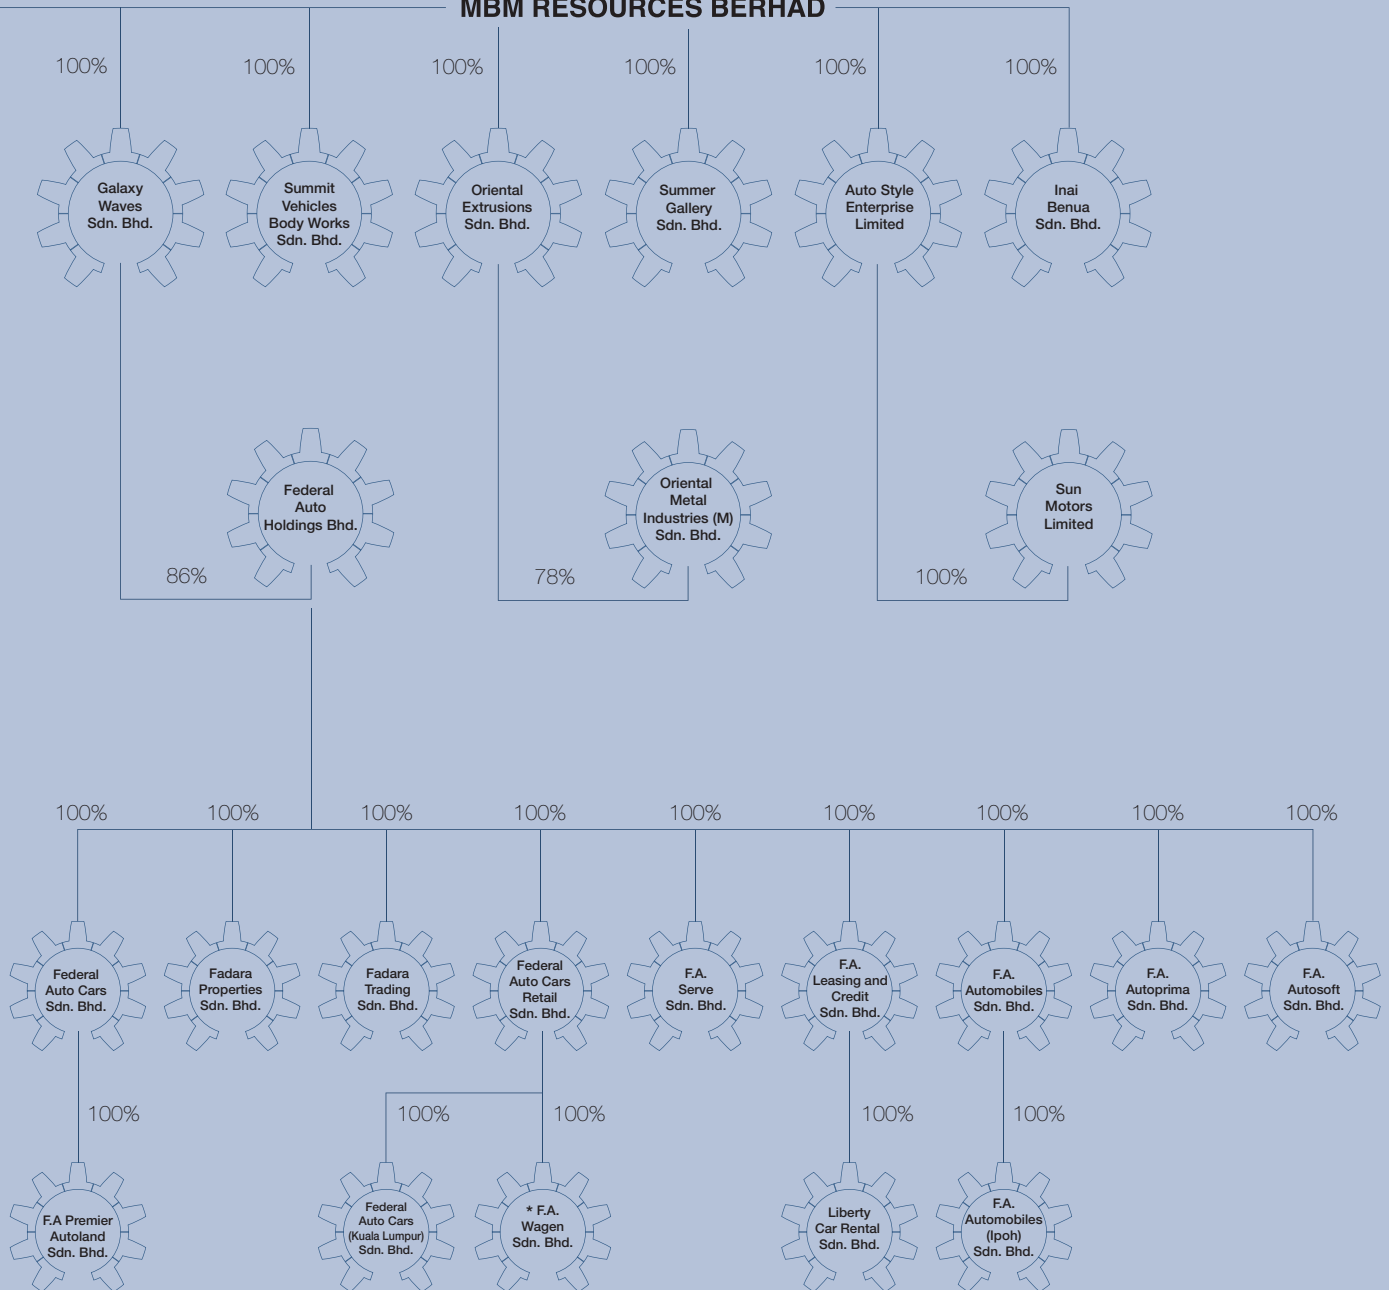 MBM RESOURCES BERHAD
100%
100%
100%
100%
100%
100%
Galaxy
Waves
Sdn. Bhd.
Summit
Vehicles
Body Works
Sdn. Bhd.
Oriental
Extrusions
Sdn. Bhd.
Summer
Gallery
Sdn. Bhd.
Auto Style
Enterprise
Limited
Inai
Benua
Sdn. Bhd.
Federal
Auto
Holdings Bhd.
Oriental
Metal
Industries (M)
Sdn. Bhd.
Sun
Motors
Limited
86%
78%
100%
100%
100%
100%
100%
100%
100%
100%
100%
100%
Federal
Auto Cars
Sdn. Bhd.
Fadara
Properties
Sdn. Bhd.
Fadara
Trading
Sdn. Bhd.
Federal
Auto Cars
Retail
Sdn. Bhd.
F.A.
Serve
Sdn. Bhd.
F.A.
Leasing and
Credit
Sdn. Bhd.
F.A.
Automobiles
Sdn. Bhd.
F.A.
Autoprima
Sdn. Bhd.
F.A.
Autosoft
Sdn. Bhd.
100%
100%
100%
100%
100%
F.A Premier
Autoland
Sdn. Bhd.
Federal
Auto Cars
(Kuala Lumpur)
Sdn. Bhd.
* F.A.
Wagen
Sdn. Bhd.
Liberty
Car Rental
Sdn. Bhd.
F.A.
Automobiles
(Ipoh)
Sdn. Bhd.